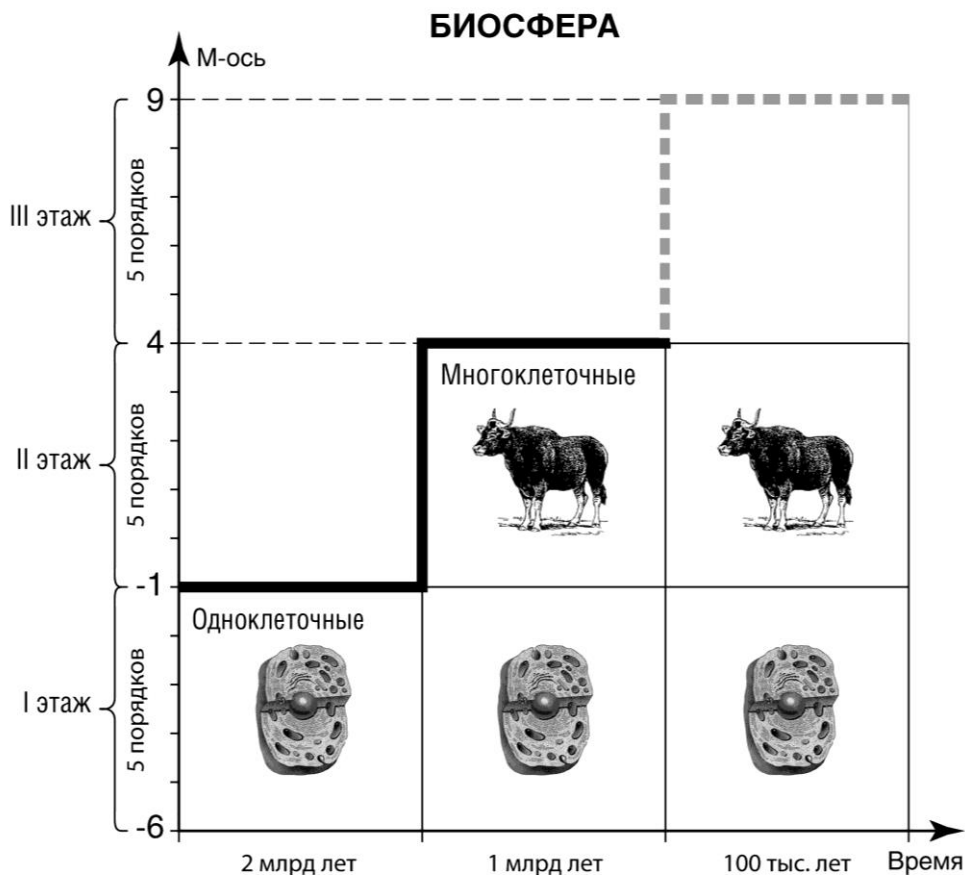 БИОСФЕРА
М-ось
9
III этаж
5 порядков
4
Многоклеточные
II этаж
5 порядков
-1
Одноклеточные
I этаж
5 порядков
-6
2 млрд лет
1 млрд лет
100 тыс. лет
Время